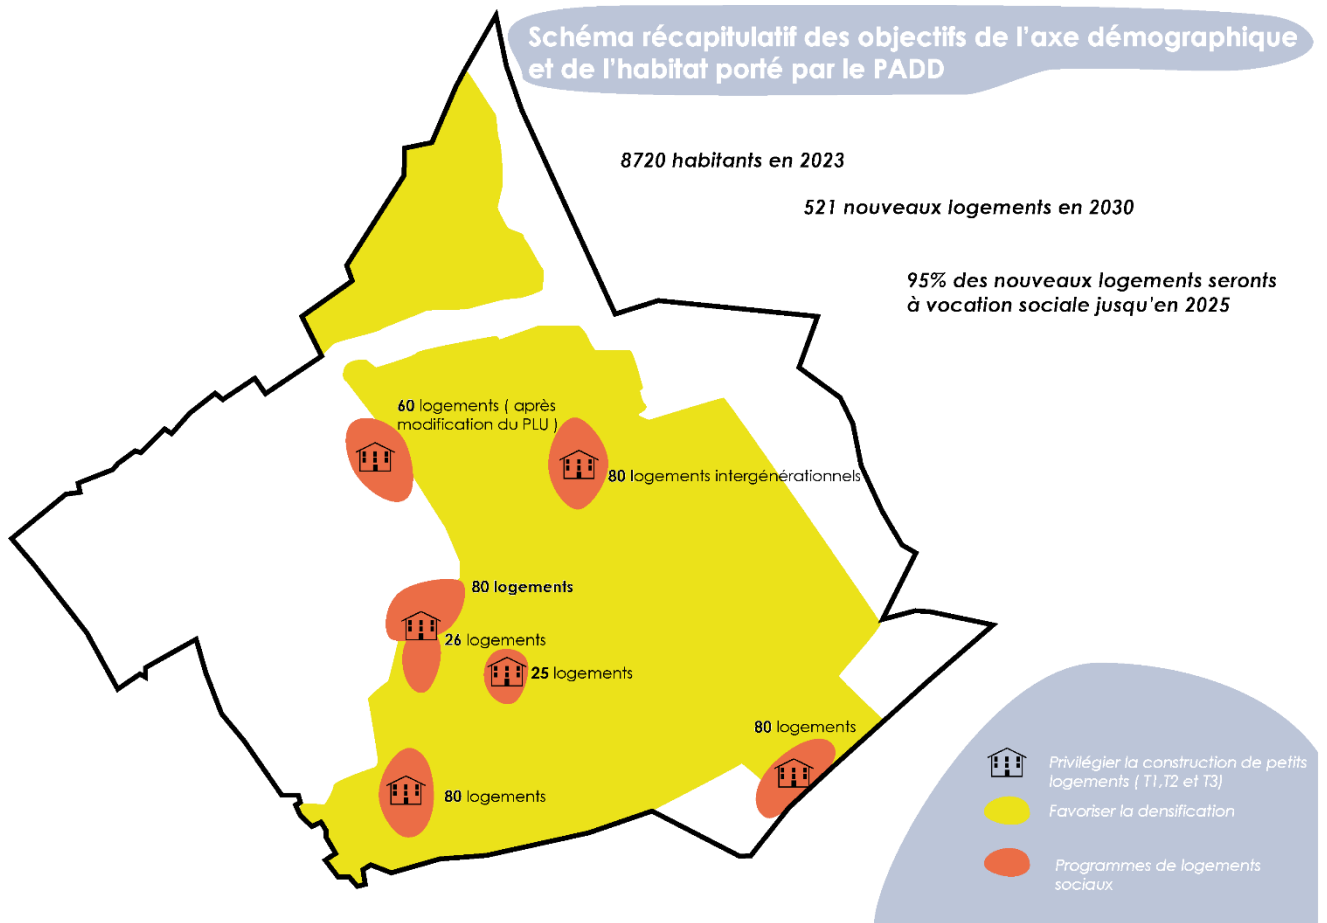 Schéma récapitulatif des objectifs de l'axe démographique
et de l'habitat porté par le PADD
8720 habitants en 2023
521 nouveaux logements en 2030
95% des nouveaux logements seronts
à vocation sociale jusqu'en 2025
60 logements ( après
modification du PLU )
80 logements intergénérationnels
80 logements
26 logements
25 logements
80 logements
80 logements
Privilégier la construction de petits
logements ( T1,T2 et T3)
Favoriser la densification
Programmes de logements
sociaux